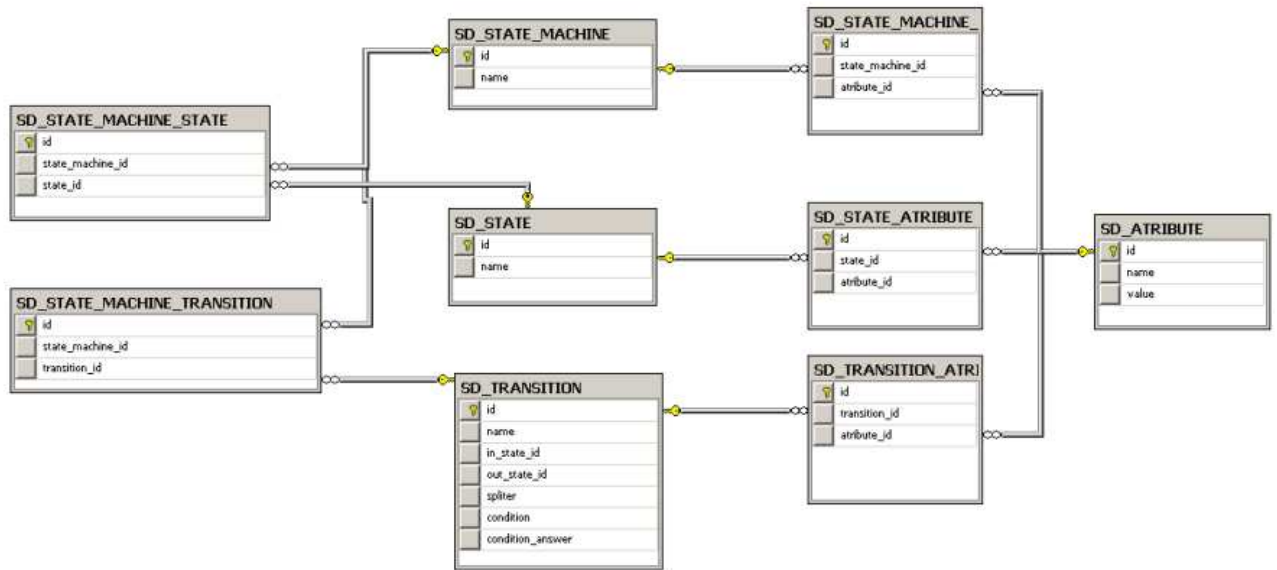 SD_STATE_MACHINE
id
name
SD_STATE_MACHINE_
id
state_machine_id
atribute_id
SD_STATE_MACHINE_STATE
id
state_machine_id
state_id
SD_STATE
id
name
SD_STATE_ATRIBUTE
id
state_id
atribute_id
SD_ATRIBUTE
id
name
value
SD_STATE_MACHINE_TRANSITION
id
state_machine_id
transition_id
SD_TRANSITION
id
name
in_state_id
out_state_id
spliter
condition
condition_answer
SD_TRANSITION_ATRI
id
transition_id
atribute_id